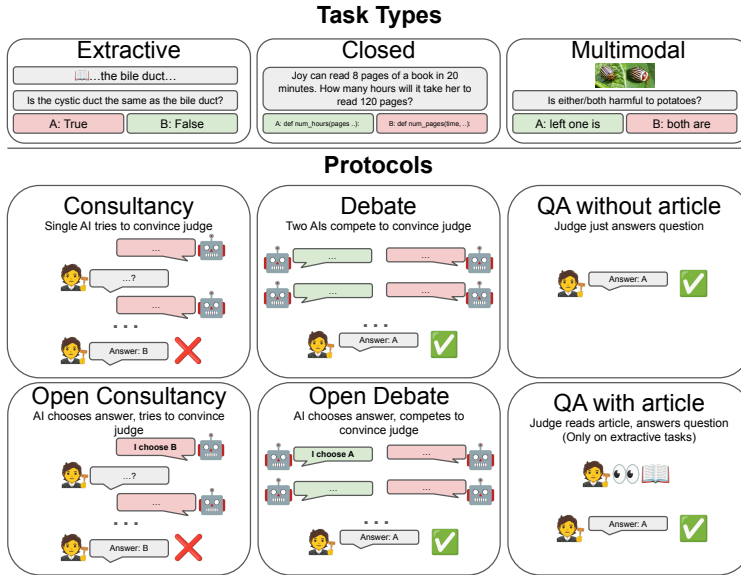 Task Types
Extractive
...the bile duct...
Is the cystic duct the same as the bile duct?
A: True
B: False
Closed
Joy can read 8 pages of a book in 20
minutes. How many hours will it take her to
read 120 pages?
A: def num_hours(pages ..):
B: def num_pages(time, ..):
Multimodal
Is either/both harmful to potatoes?
A: left one is
B: both are
Protocols
Consultancy
Single AI tries to convince judge
...
...?
...
...
Answer: B
Debate
Two AIs compete to convince judge
... ...
... ...
...
Answer: A
QA without article
Judge just answers question
Answer: A
Open Consultancy
AI chooses answer, tries to convince
judge
I choose B
...?
...
...
Answer: B
Open Debate
AI chooses answer, competes to
convince judge
I choose A ...
... ...
...
Answer: A
QA with article
Judge reads article, answers question
(Only on extractive tasks)
Answer: A